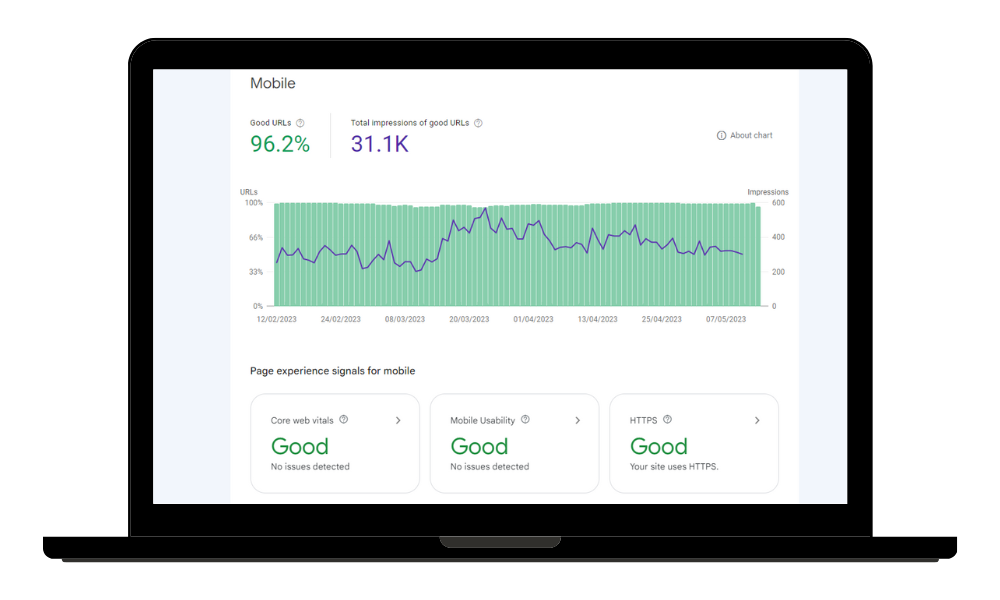 Mobile
Good URLs
Total impressions of good URLs
96.2%
31.1K
About chart
URLs
Impressions
100%
600
66%
400
33%
200
0%
0
12/02/2023 24/02/2023 08/03/2023 20/03/2023 01/04/2023 13/04/2023 25/04/2023 07/05/2023
Page experience signals for mobile
Core web vitals
Good
No issues detected
Mobile Usability
Good
No issues detected
HTTPS
Good
Your site uses HTTPS.